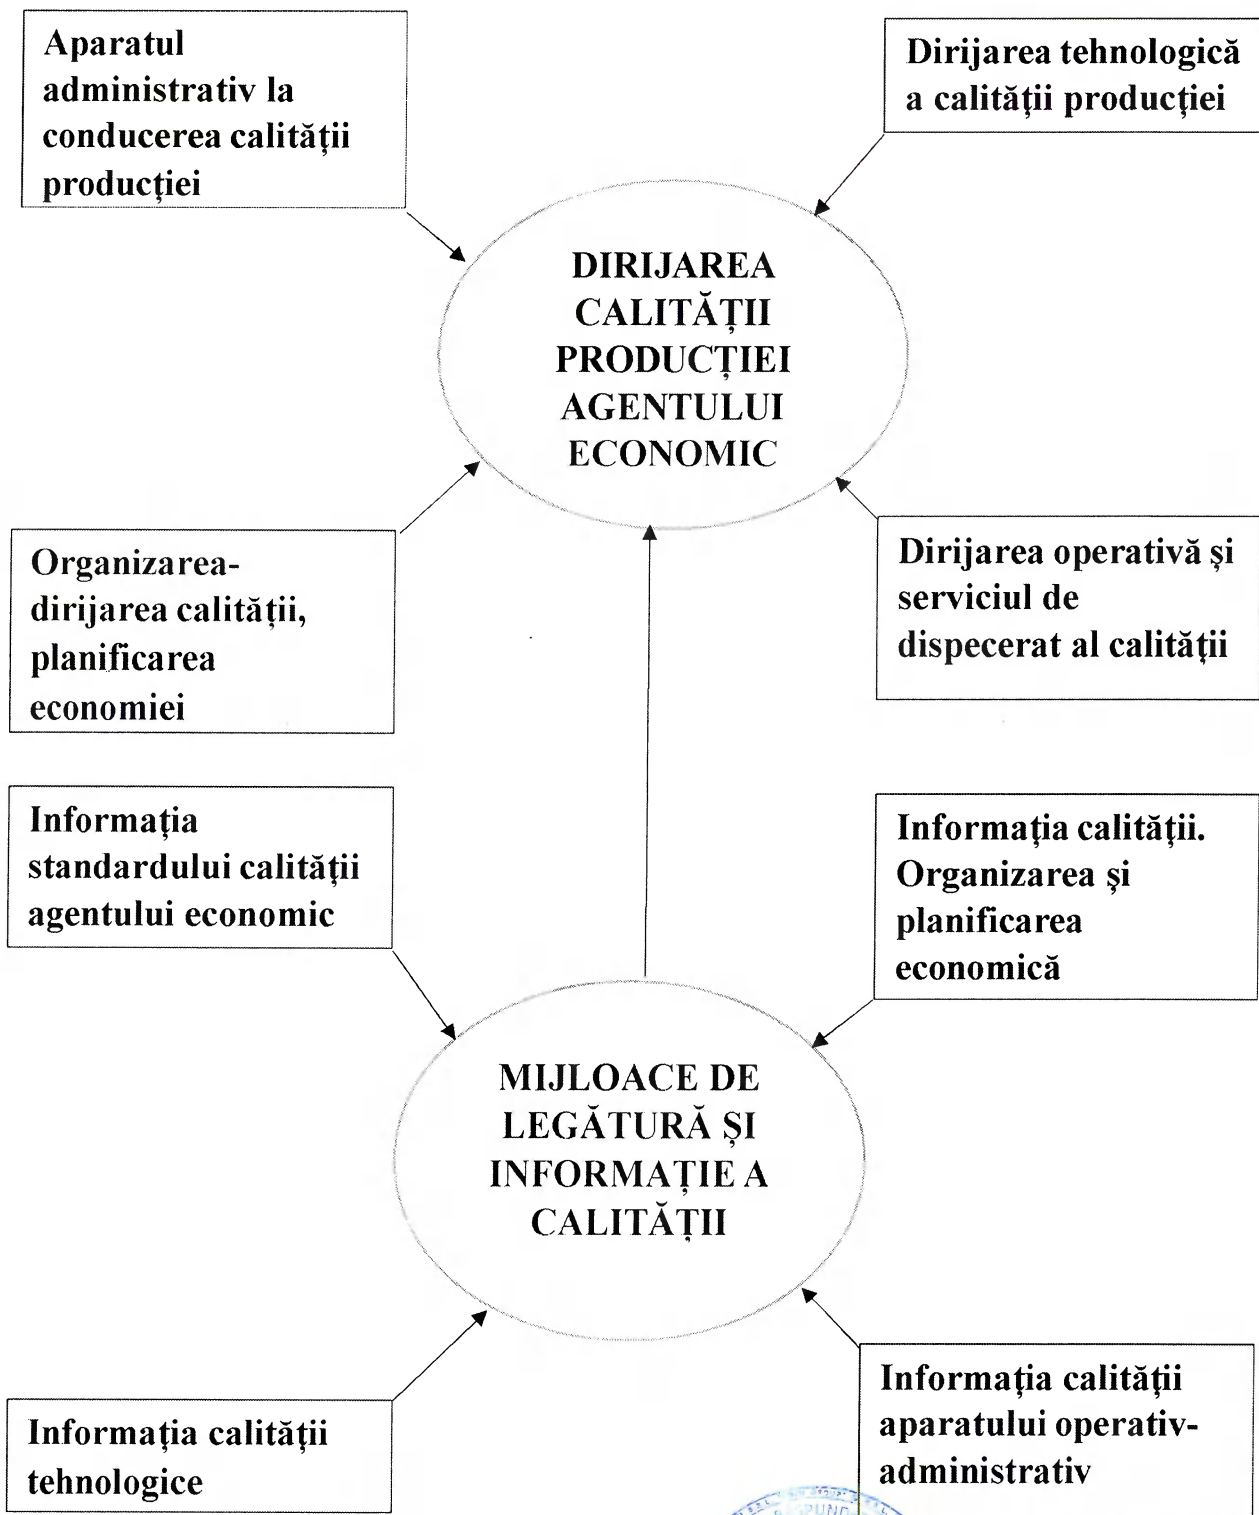 Aparatul
administrativ la
conducerea calității
producției
Dirijarea tehnologică
a calității producției
DIRIJAREA
CALITĂȚII
PRODUCȚIEI
AGENTULUI
ECONOMIC
Organizarea-
dirijarea calității,
planificarea
economiei
Dirijarea operativă și
serviciul de
dispecerat al calității
Informația
standardului calității
agentului economic
Informația calității.
Organizarea și
planificarea
economică
MIJLOACE DE
LEGĂTURĂ ȘI
INFORMAȚIE A
CALITĂȚII
Informația calității
tehnologice
Informația calității
aparatului operativ-
administrativ